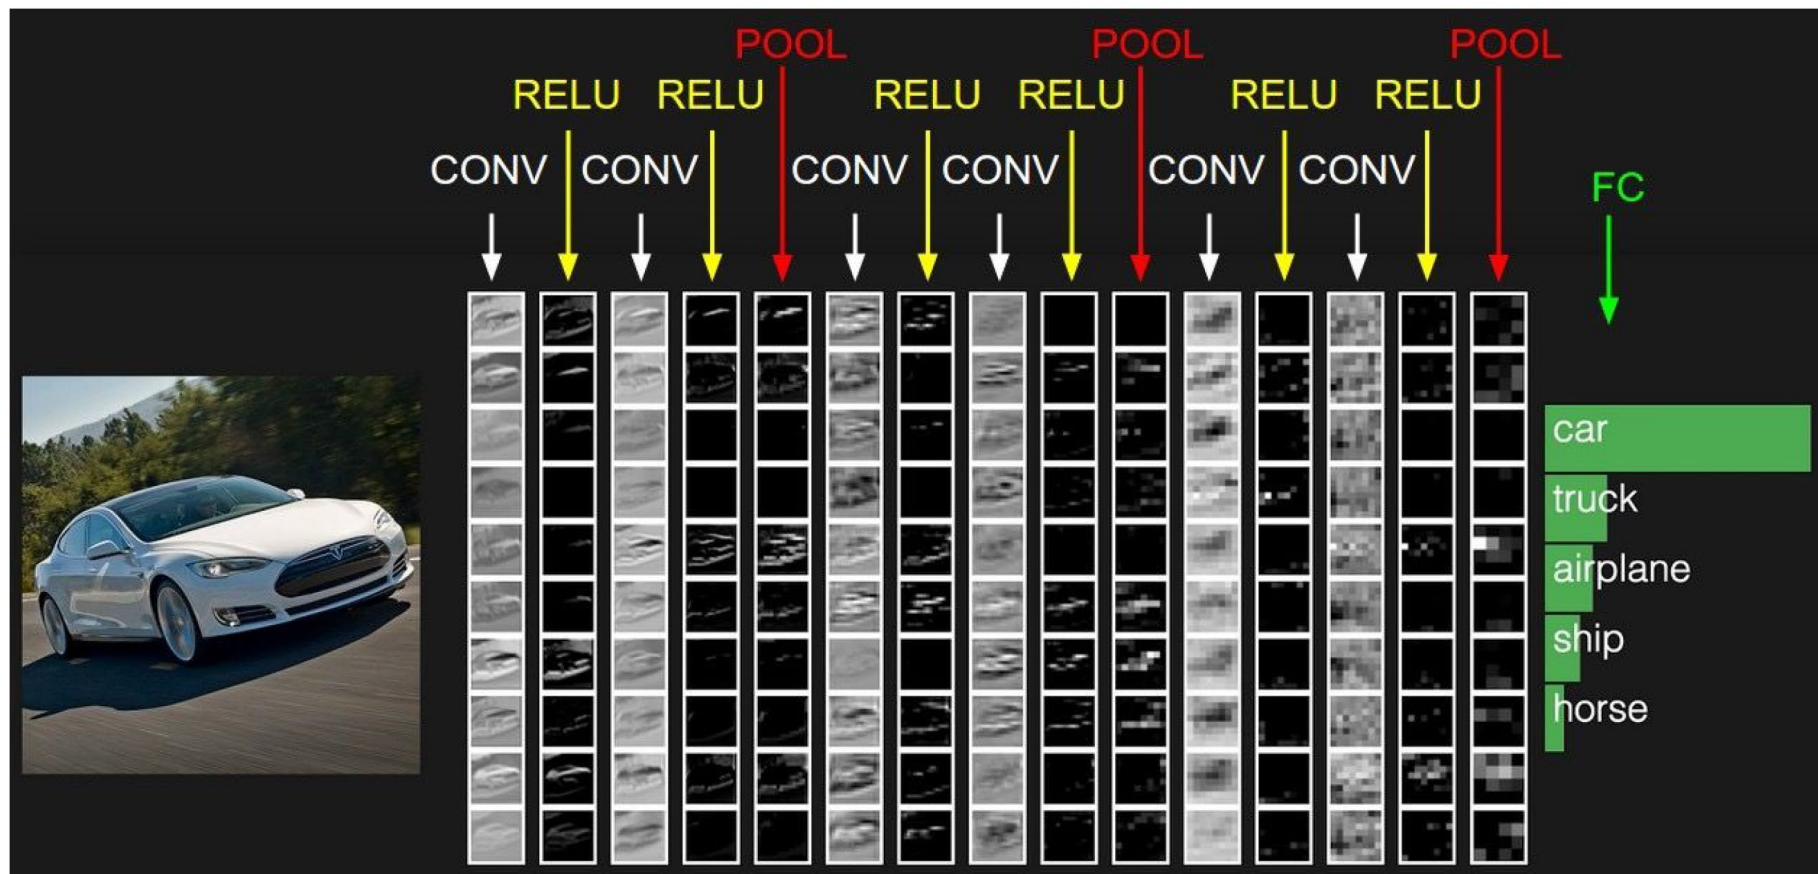 POOL POOL POOL
RELU RELU RELU RELU RELU RELU
CONV CONV CONV CONV CONV CONV
FC
car
truck
airplane
ship
horse